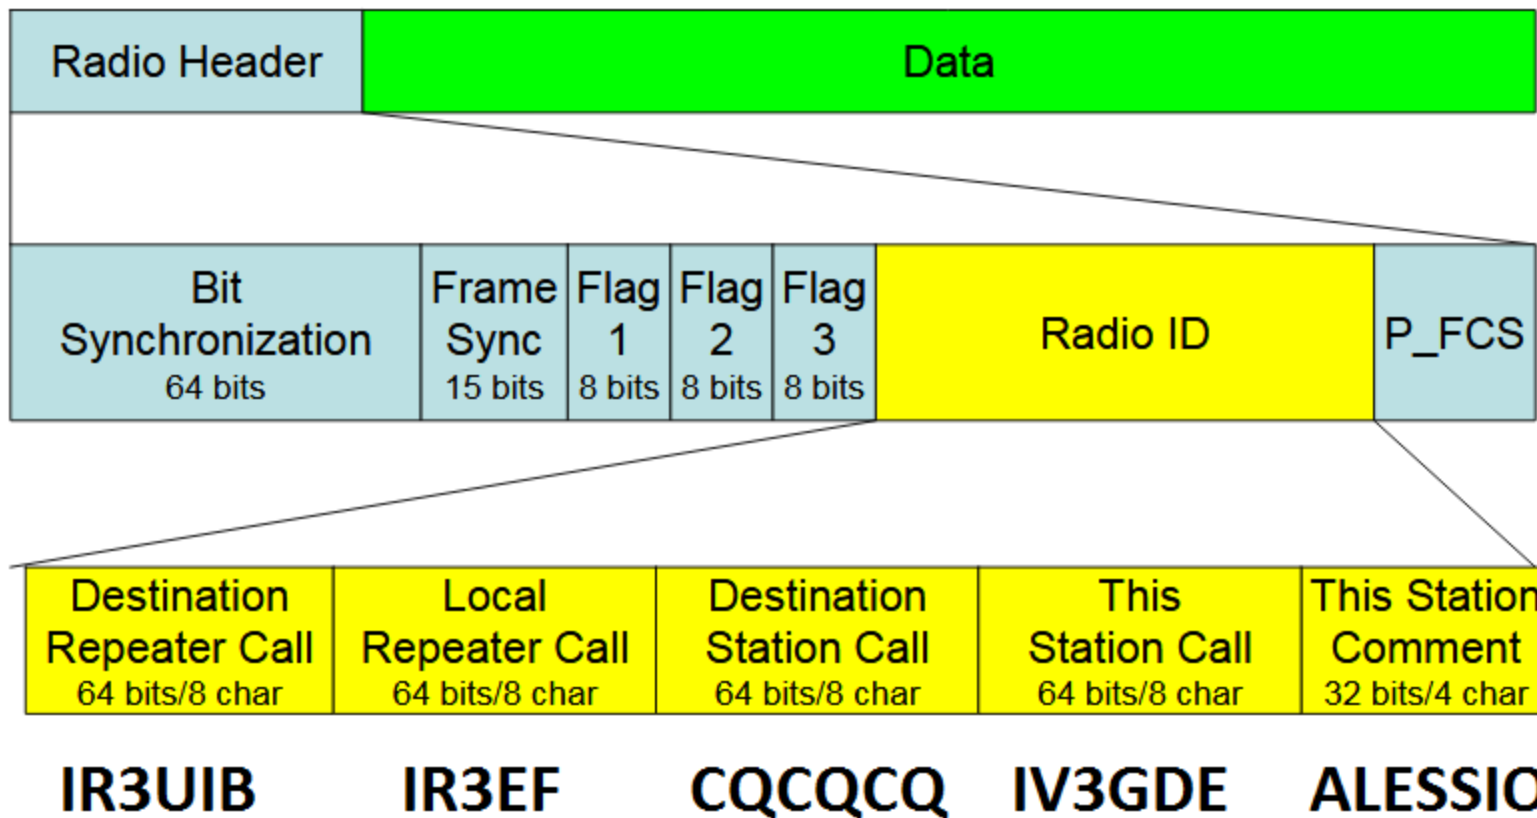 Radio Header
Data
Bit
Synchronization
64 bits
Frame
Sync
15 bits
Flag
1
8 bits
Flag
2
8 bits
Flag
3
8 bits
Radio ID
P_FCS
Destination
Repeater Call
64 bits/8 char
Local
Repeater Call
64 bits/8 char
Destination
Station Call
64 bits/8 char
This
Station Call
64 bits/8 char
This Station
Comment
32 bits/4 char
IR3UIB
IR3EF
CQCQCQ
IV3GDE
ALESSIO